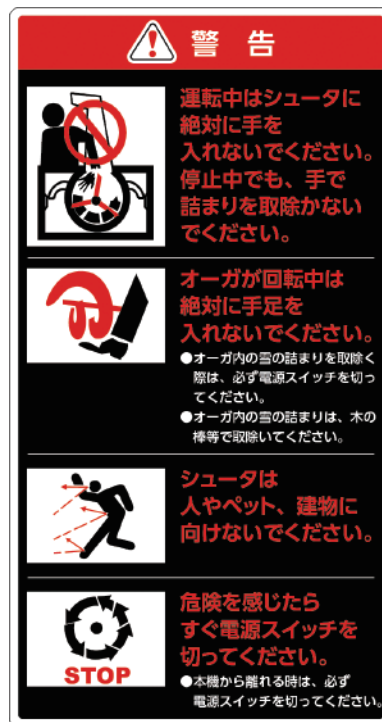 警告
運転中はシュータに
絶対に手を
入れないでください。
停止中でも、手で
詰まりを取除かない
でください。
オーガが回転中は
絶対に手足を
入れないでください。
●オーガ内の雪の詰まりを取除く
際は、必ず電源スイッチを切っ
てください。
●オーガ内の雪の詰まりは、木の
棒等で取除いてください。
シュータは
人やペット、建物に
向けないでください。
STOP
危険を感じたら
すぐ電源スイッチを
切ってください。
●本機から離れる時は、必ず
電源スイッチを切ってください。